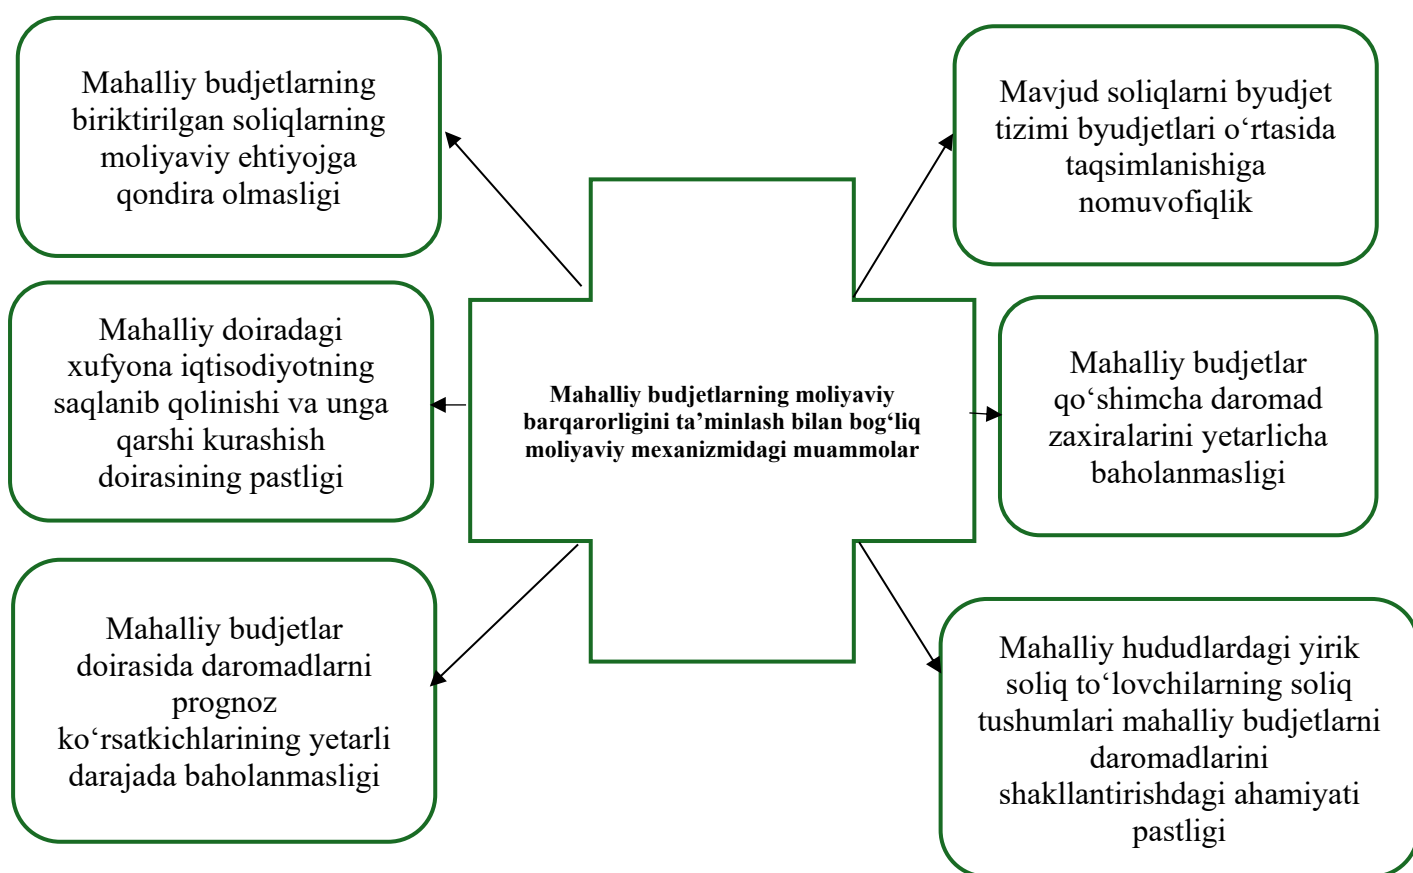 Mahalliy budjetlarning
biriktirilgan soliqlarning
moliyaviy ehtiyojga
qondira olmasligi
Mavjud soliqlarni byudjet
tizimi byudjetlari o‘rtasida
taqsimlanishiga
nomuvofiqlik
Mahalliy doiradagi
xufyona iqtisodiyotning
saqlanib qolinishi va unga
qarshi kurashish
doirasining pastligi
Mahalliy budjetlarning moliyaviy
barqarorligini ta’minlash bilan bog‘liq
moliyaviy mexanizmidagi muammolar
Mahalliy budjetlar
qo‘shimcha daromad
zaxiralarini yetarlicha
baholanmasligi
Mahalliy budjetlar
doirasida daromadlarni
prognoz
ko‘rsatkichlarining yetarli
darajada baholanmasligi
Mahalliy hududlardagi yirik
soliq to‘lovchilarning soliq
tushumlari mahalliy budjetlarni
daromadlarini
shakllantirishdagi ahamiyati
pastligi